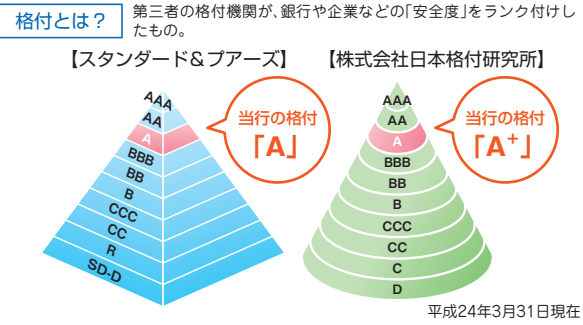 格付とは?
第三者の格付機関が、銀行や企業などの「安全度」をランク付けし
たもの。
【スタンダード&プアーズ】
AAA
AA
A
BBB
BB
B
CCC
CC
R
SD-D
当行の格付
「A」
【株式会社日本格付研究所】
AAA
AA
A
BBB
BB
B
CCC
CC
C
D
当行の格付
「A⁺」
平成24年3月31日現在